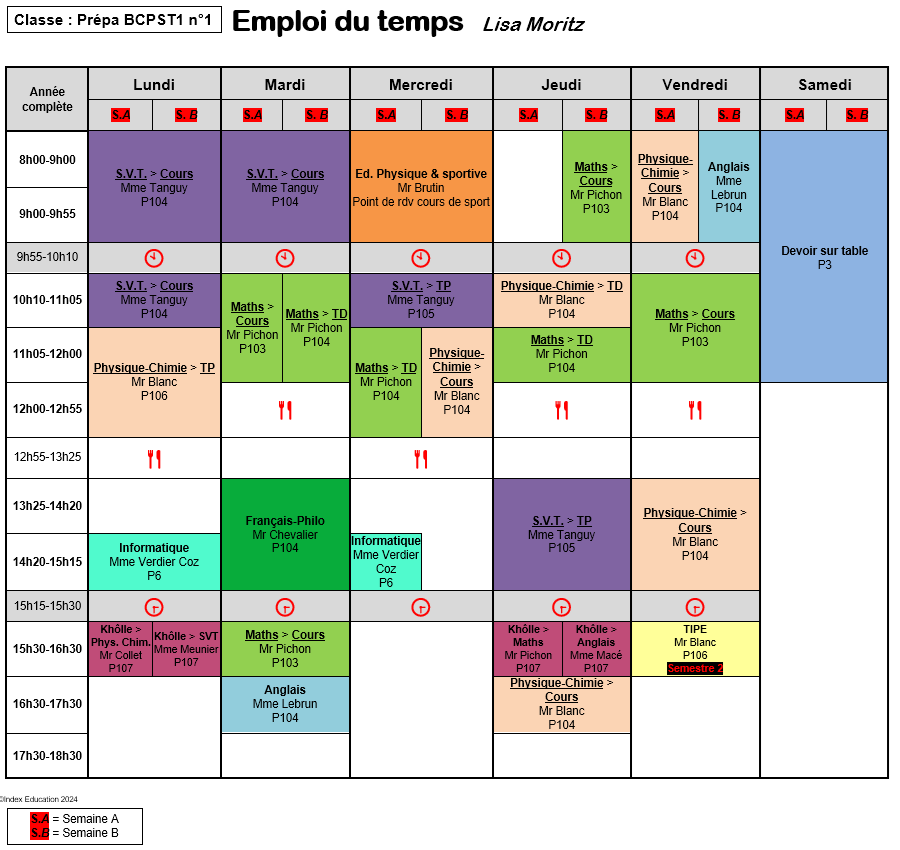 Classe : Prépa BCPST1 n°1
Emploi du temps
Lisa Moritz
Année
complète
Lundi
Mardi
Mercredi
Jeudi
Vendredi
Samedi
S.A
S. B
S.A
S. B
S.A
S. B
S.A
S. B
S.A
S. B
S.A
S. B
8h00-9h00
9h00-9h55
S.V.T. > Cours
Mme Tanguy
P104
S.V.T. > Cours
Mme Tanguy
P104
Ed. Physique & sportive
Mr Brutin
Point de rdv cours de sport
Maths >
Cours
Mr Pichon
P103
Physique-
Chimie >
Cours
Mr Blanc
P104
Anglais
Mme
Lebrun
P104
Devoir sur table
P3
9h55-10h10
10h10-11h05
S.V.T. > Cours
Mme Tanguy
P104
Maths >
Cours
Mr Pichon
P103
Maths > TD
Mr Pichon
P104
S.V.T. > TP
Mme Tanguy
P105
Physique-Chimie > TD
Mr Blanc
P104
Maths > Cours
Mr Pichon
P103
11h05-12h00
Physique-Chimie > TP
Mr Blanc
P106
Maths > TD
Mr Pichon
P104
Physique-
Chimie >
Cours
Mr Blanc
P104
Maths > TD
Mr Pichon
P104
12h00-12h55
12h55-13h25
13h25-14h20
Français-Philo
Mr Chevalier
P104
S.V.T. > TP
Mme Tanguy
P105
Physique-Chimie >
Cours
Mr Blanc
P104
14h20-15h15
Informatique
Mme Verdier Coz
P6
Informatique
Mme Verdier
Coz
P6
15h15-15h30
15h30-16h30
Khôlle >
Phys. Chim.
Mr Collet
P107
Khôlle > SVT
Mme Meunier
P107
Maths > Cours
Mr Pichon
P103
Khôlle >
Maths
Mr Pichon
P107
Khôlle >
Anglais
Mme Macé
P107
TIPE
Mr Blanc
P106
Semestre 2
16h30-17h30
Anglais
Mme Lebrun
P104
Physique-Chimie >
Cours
Mr Blanc
P104
17h30-18h30
©Index Education 2024
S.A = Semaine A
S.B = Semaine B